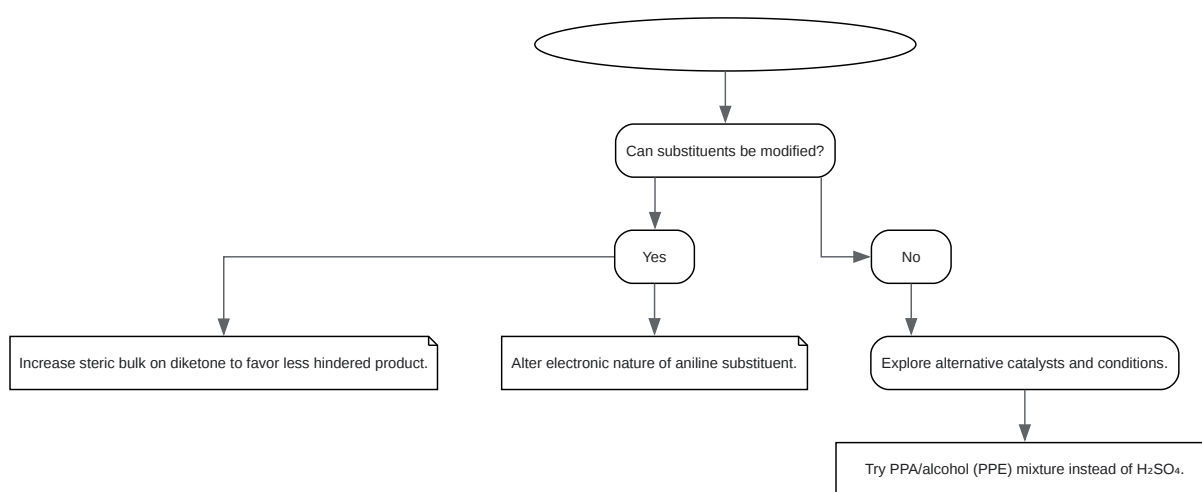 Can substituents be modified?
Yes
No
Increase steric bulk on diketone to favor less hindered product.
Alter electronic nature of aniline substituent.
Explore alternative catalysts and conditions.
Try PPA/alcohol (PPE) mixture instead of H₂SO₄.